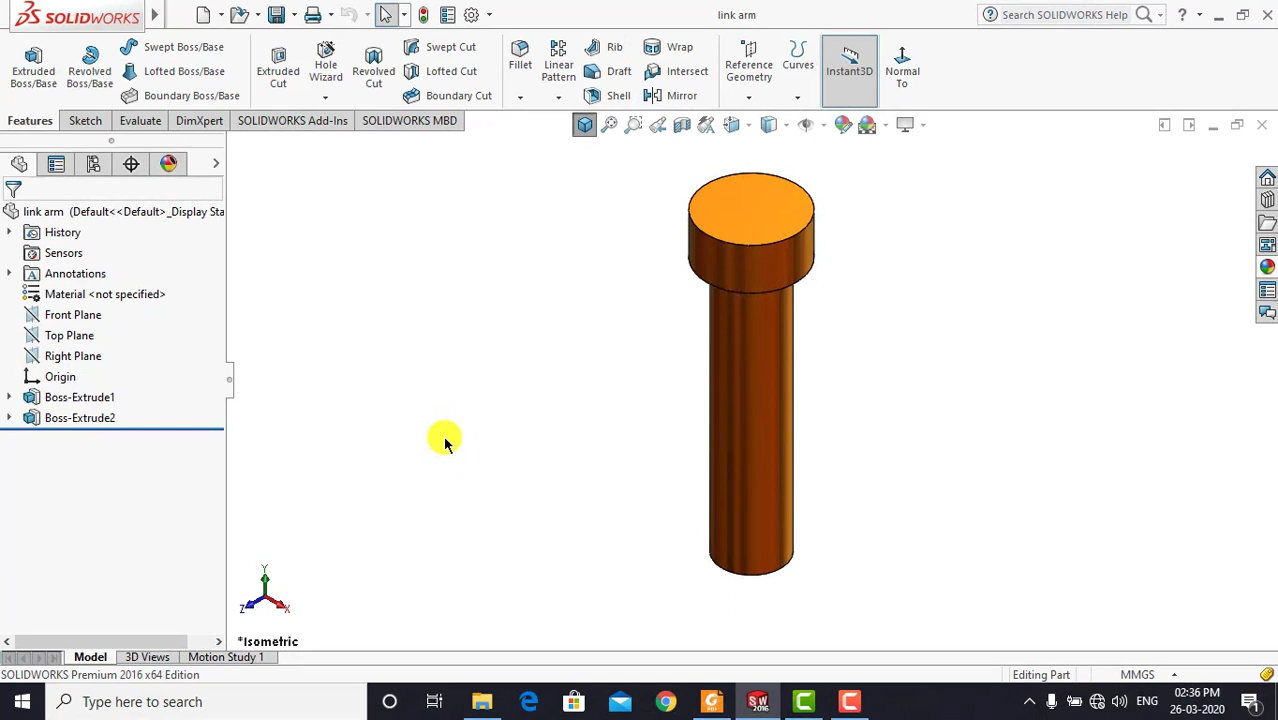 SOLIDWORKS
link arm
Search SOLIDWORKS Help
?
Extruded Boss/Base
Revolved Boss/Base
Swept Boss/Base
Lofted Boss/Base
Boundary Boss/Base
Extruded Cut
Hole Wizard
Revolved Cut
Swept Cut
Lofted Cut
Boundary Cut
Fillet
Linear Pattern
Rib
Draft
Shell
Wrap
Intersect
Mirror
Reference Geometry
Curves
Instant3D
Normal To
Features
Sketch
Evaluate
DimXpert
SOLIDWORKS Add-Ins
SOLIDWORKS MBD
link arm (Default<<Default>_Display Sta
History
Sensors
Annotations
Material <not specified>
Front Plane
Top Plane
Right Plane
Origin
Boss-Extrude1
Boss-Extrude2
Y
Z
X
*Isometric
Model
3D Views
Motion Study 1
SOLIDWORKS Premium 2016 x64 Edition
Editing Part
MMGS
Type here to search
ENG
02:36 PM
26-03-2020